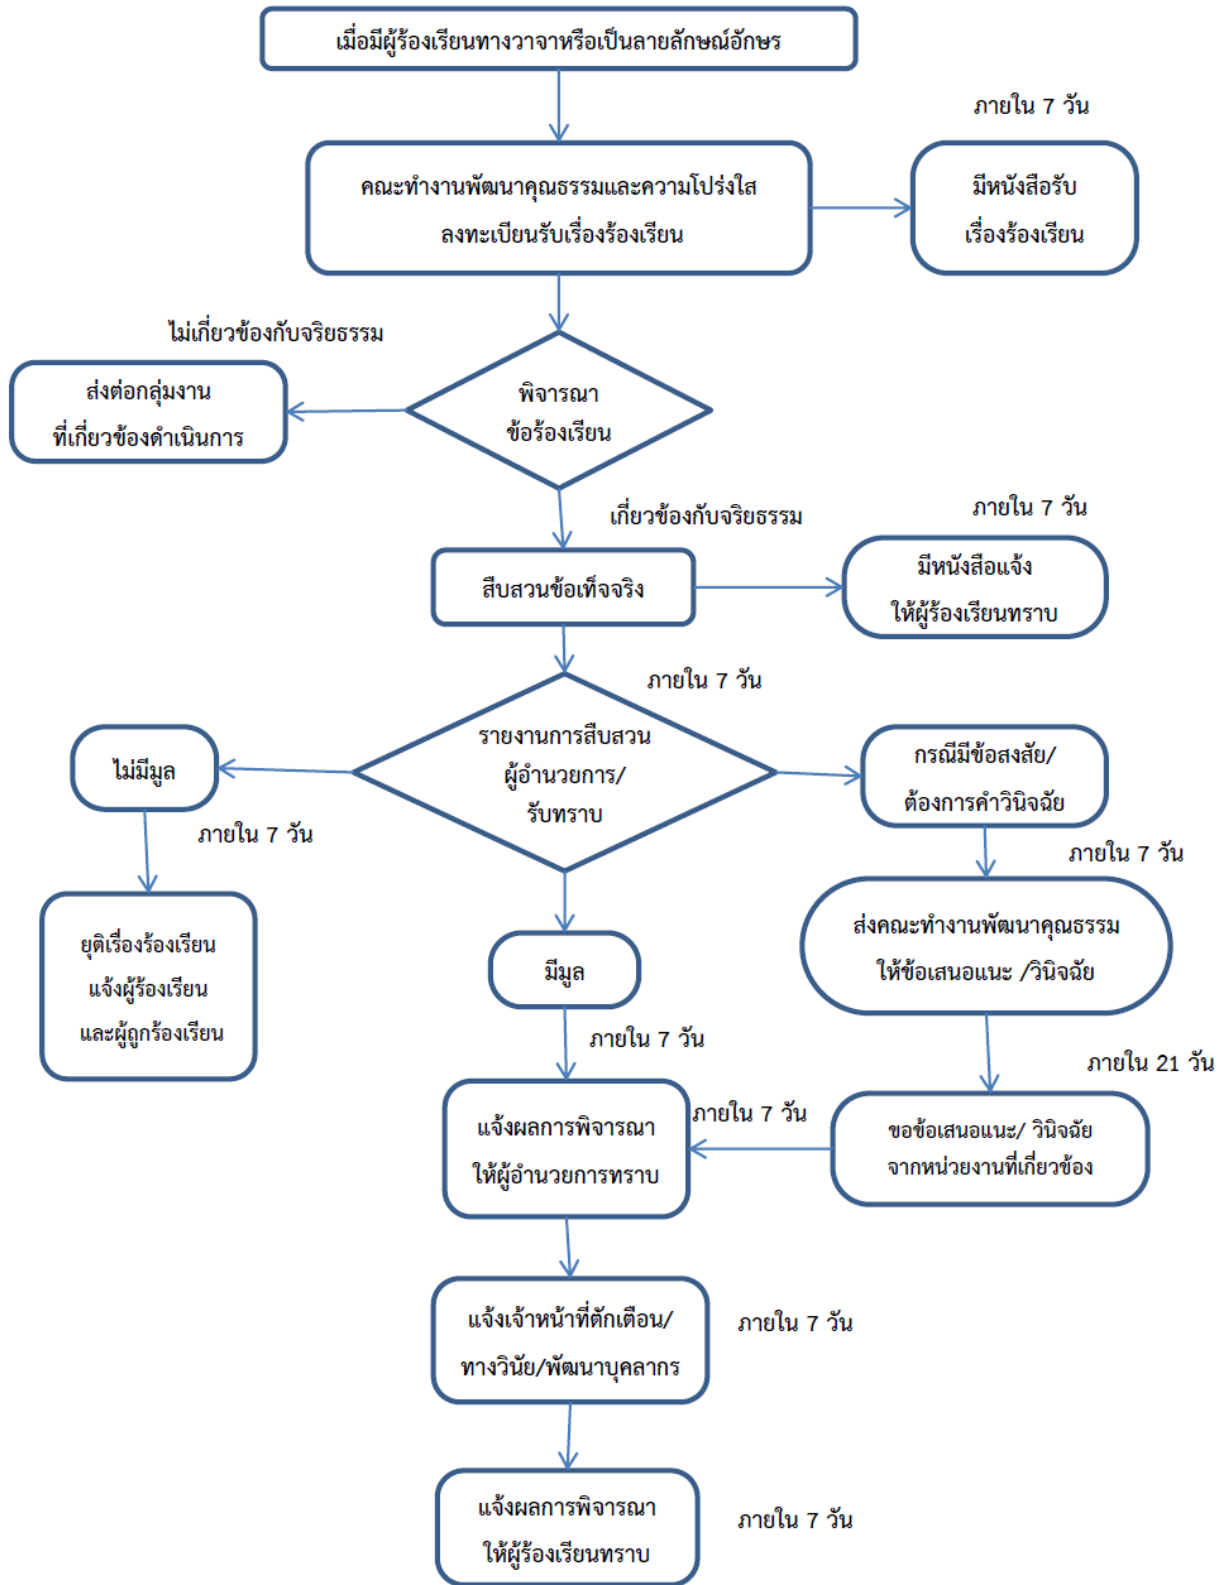 เมื่อมีผู้ร้องเรียนทางวาจาหรือเป็นลายลักษณ์อักษร
ภายใน 7 วัน
คณะทำงานพัฒนาคุณธรรมและความโปร่งใส
ลงทะเบียนรับเรื่องร้องเรียน
มีหนังสือรับ
เรื่องร้องเรียน
ไม่เกี่ยวข้องกับจริยธรรม
ส่งต่อกลุ่มงาน
ที่เกี่ยวข้องดำเนินการ
พิจารณา
ข้อร้องเรียน
เกี่ยวข้องกับจริยธรรม
ภายใน 7 วัน
สืบสวนข้อเท็จจริง
มีหนังสือแจ้ง
ให้ผู้ร้องเรียนทราบ
ภายใน 7 วัน
รายงานการสืบสวน
ผู้อำนวยการ/
รับทราบ
ไม่มีมูล
กรณีมีข้อสงสัย/
ต้องการคำวินิจฉัย
ภายใน 7 วัน
ภายใน 7 วัน
ยุติเรื่องร้องเรียน
แจ้งผู้ร้องเรียน
และผู้ถูกร้องเรียน
มีมูล
ส่งคณะทำงานพัฒนาคุณธรรม
ให้ข้อเสนอแนะ /วินิจฉัย
ภายใน 7 วัน
ภายใน 21 วัน
แจ้งผลการพิจารณา
ให้ผู้อำนวยการทราบ
ภายใน 7 วัน
ขอข้อเสนอแนะ/ วินิจฉัย
จากหน่วยงานที่เกี่ยวข้อง
แจ้งเจ้าหน้าที่ตักเตือน/
ทางวินัย/พัฒนาบุคลากร
ภายใน 7 วัน
แจ้งผลการพิจารณา
ให้ผู้ร้องเรียนทราบ
ภายใน 7 วัน